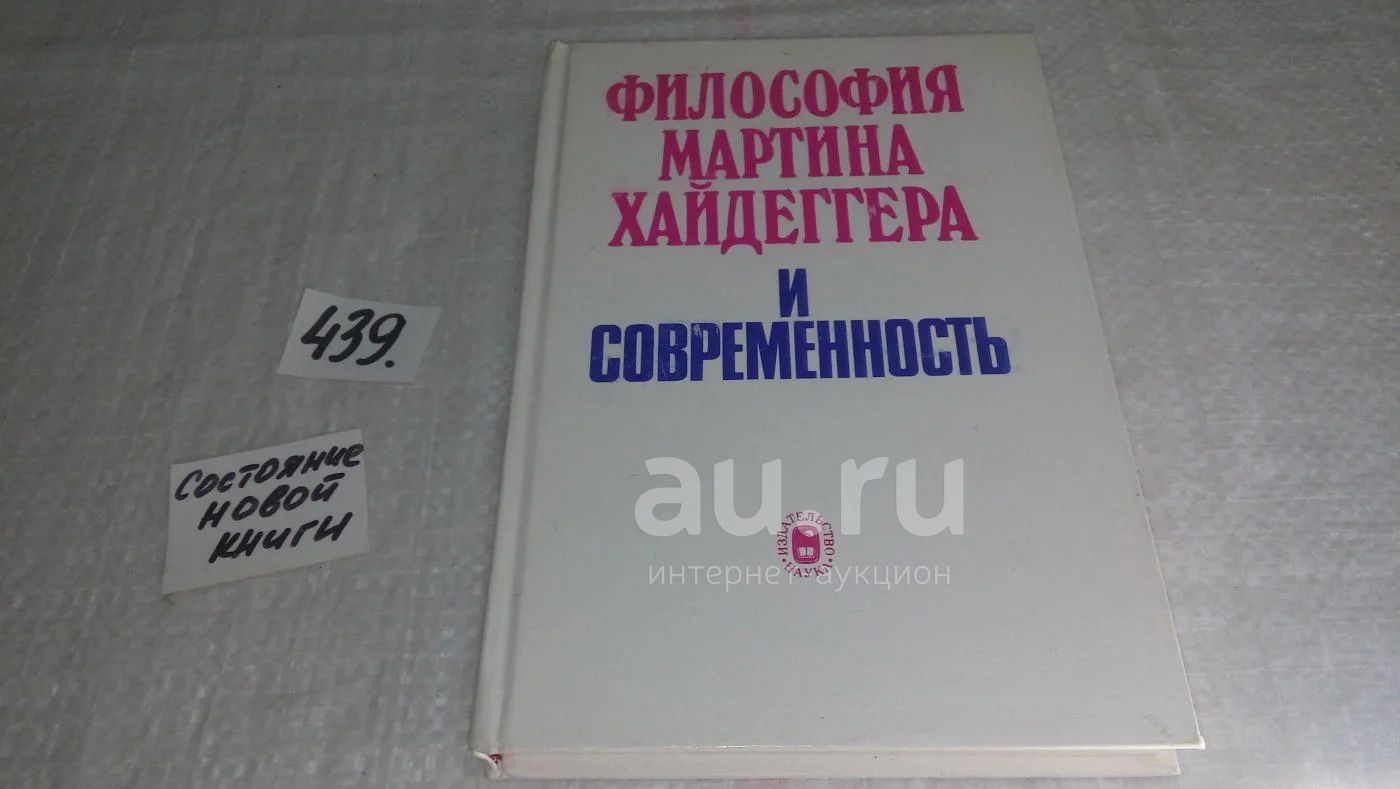 ФИЛОСОФИЯ
МАРТИНА
ХАЙДЕГГЕРА
И
СОВРЕМЕННОСТЬ
439.
Состояние
новой
книги
au.ru
интернет аукцион
ИЗДАТЕЛЬСТВО
НАУКА